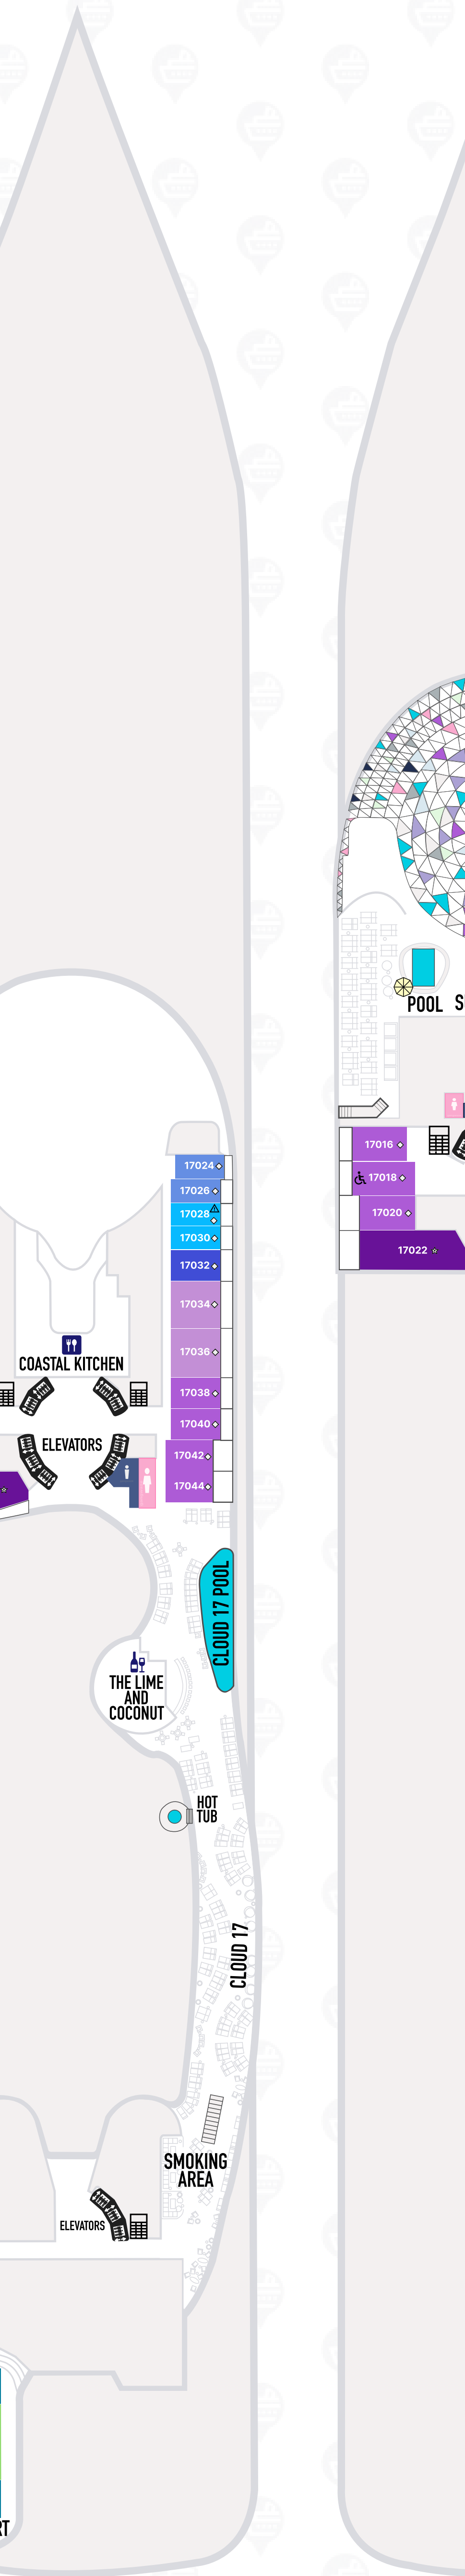 POOL
S
17016
17018
17020
17022
17024
17026
17028
17030
17032
17034
17036
17038
17040
17042
17044
COASTAL KITCHEN
ELEVATORS
CLOUD 17 POOL
THE LIME
AND
COCONUT
HOT
TUB
CLOUD 17
SMOKING
AREA
ELEVATORS
RT